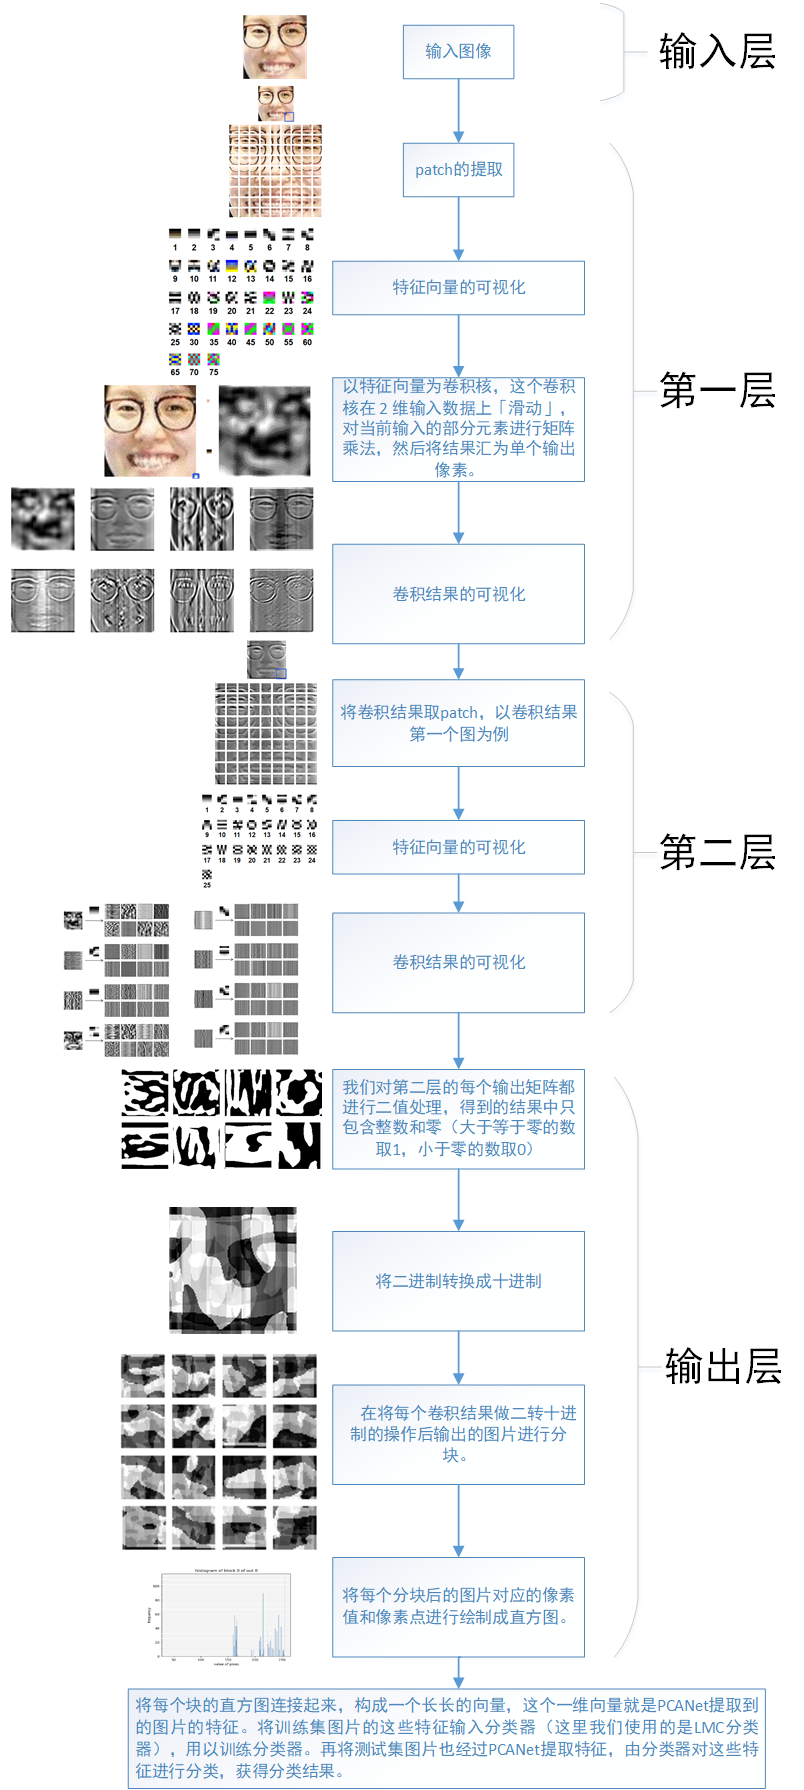 输入图像
输入层
patch的提取
1 2 3 4 5 6 7 8
9 10 11 12 13 14 15 16
17 18 19 20 21 22 23 24
25 30 35 40 45 50 55 60
65 70 75
特征向量的可视化
以特征向量为卷积核，这个卷积
核在 2 维输入数据上「滑动」，
对当前输入的部分元素进行矩阵
乘法，然后将结果汇为单个输出
像素。
第一层
卷积结果的可视化
将卷积结果取patch，以卷积结果
第一个图为例
1 2 3 4 5 6 7 8
9 10 11 12 13 14 15 16
17 18 19 20 21 22 23 24
25
特征向量的可视化
第二层
卷积结果的可视化
我们对第二层的每个输出矩阵都
进行二值处理，得到的结果中只
包含整数和零（大于等于零的数
取1，小于零的数取0）
将二进制转换成十进制
输出层
在将每个卷积结果做二转十进
制的操作后输出的图片进行分
块。
histogram of block 0 of out 0
frequency
100
80
60
40
20
0
50 100 150 200 250
value of pixes
将每个分块后的图片对应的像素
值和像素点进行绘制成直方图。
将每个块的直方图连接起来，构成一个长长的向量，这个一维向量就是PCANet提取到
的图片的特征。将训练集图片的这些特征输入分类器（这里我们使用的是LMC分类
器），用以训练分类器。再将测试集图片也经过PCANet提取特征，由分类器对这些特
征进行分类，获得分类结果。